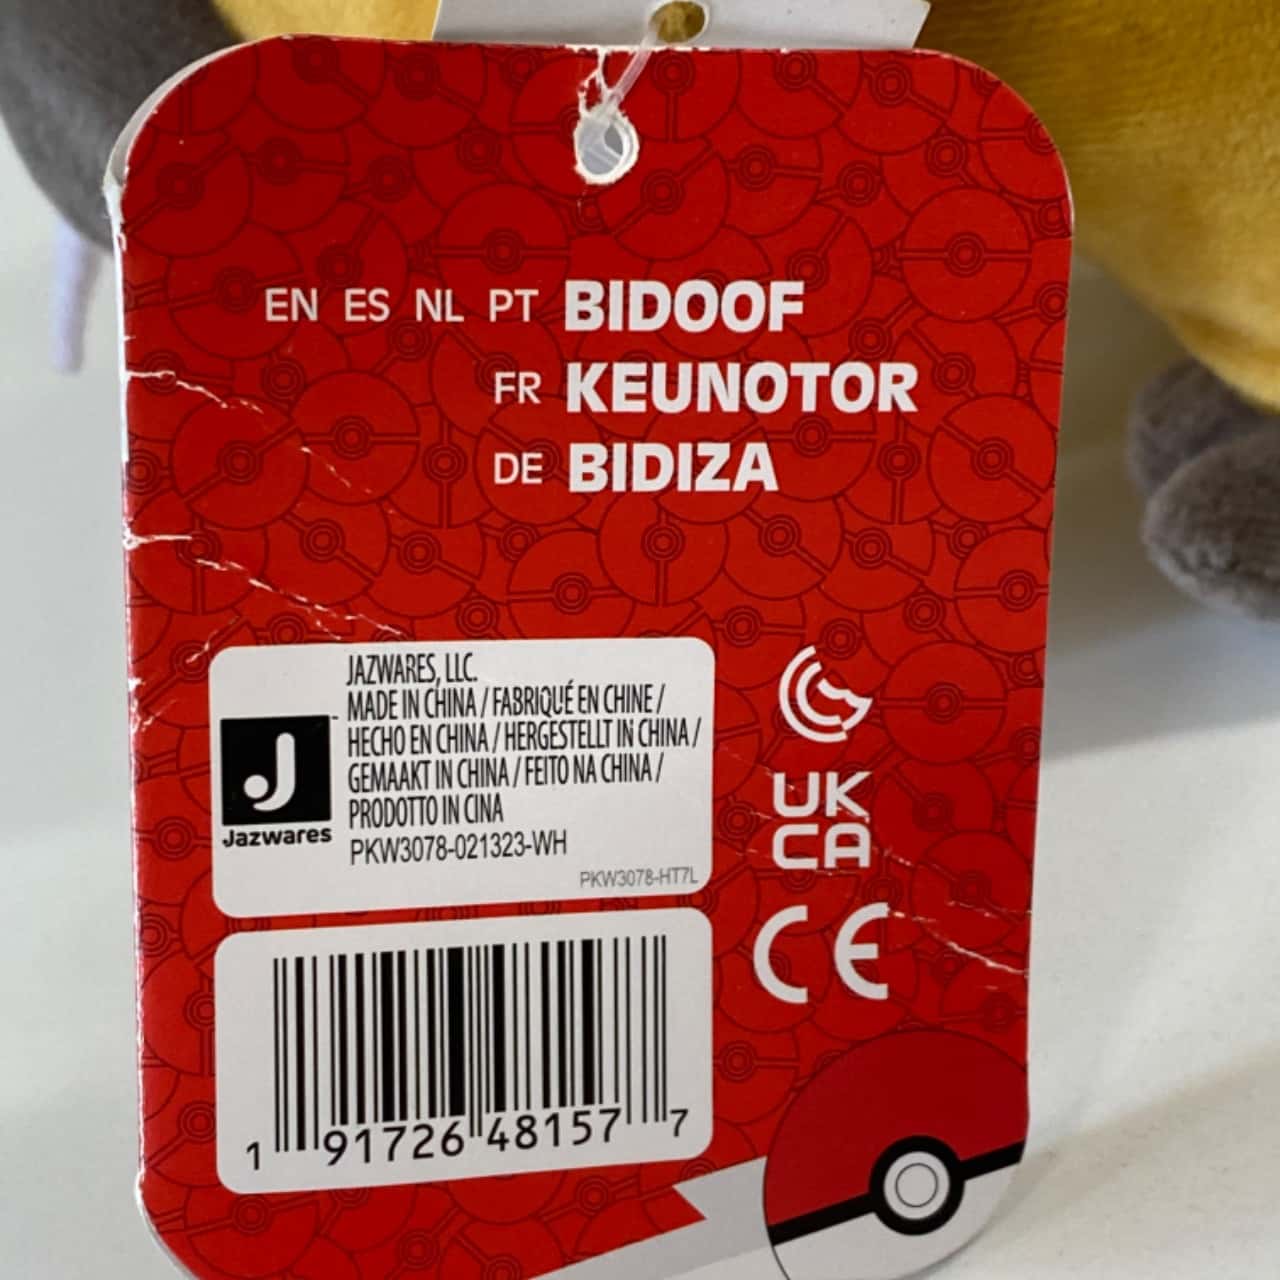 EN ES NL PT BIDOOF
FR KEUNOTOR
DE BIDIZA
JAZWARES, LLC.
MADE IN CHINA / FABRIQUÉ EN CHINE /
HECHO EN CHINA / HERGESTELLT IN CHINA /
GEMAAKT IN CHINA / FEITO NA CHINA /
PRODOTTO IN CINA
PKW3078-021323-WH
PKW3078-HT7L
J
Jazwares
UK
CA
CE
1 91726 48157 7